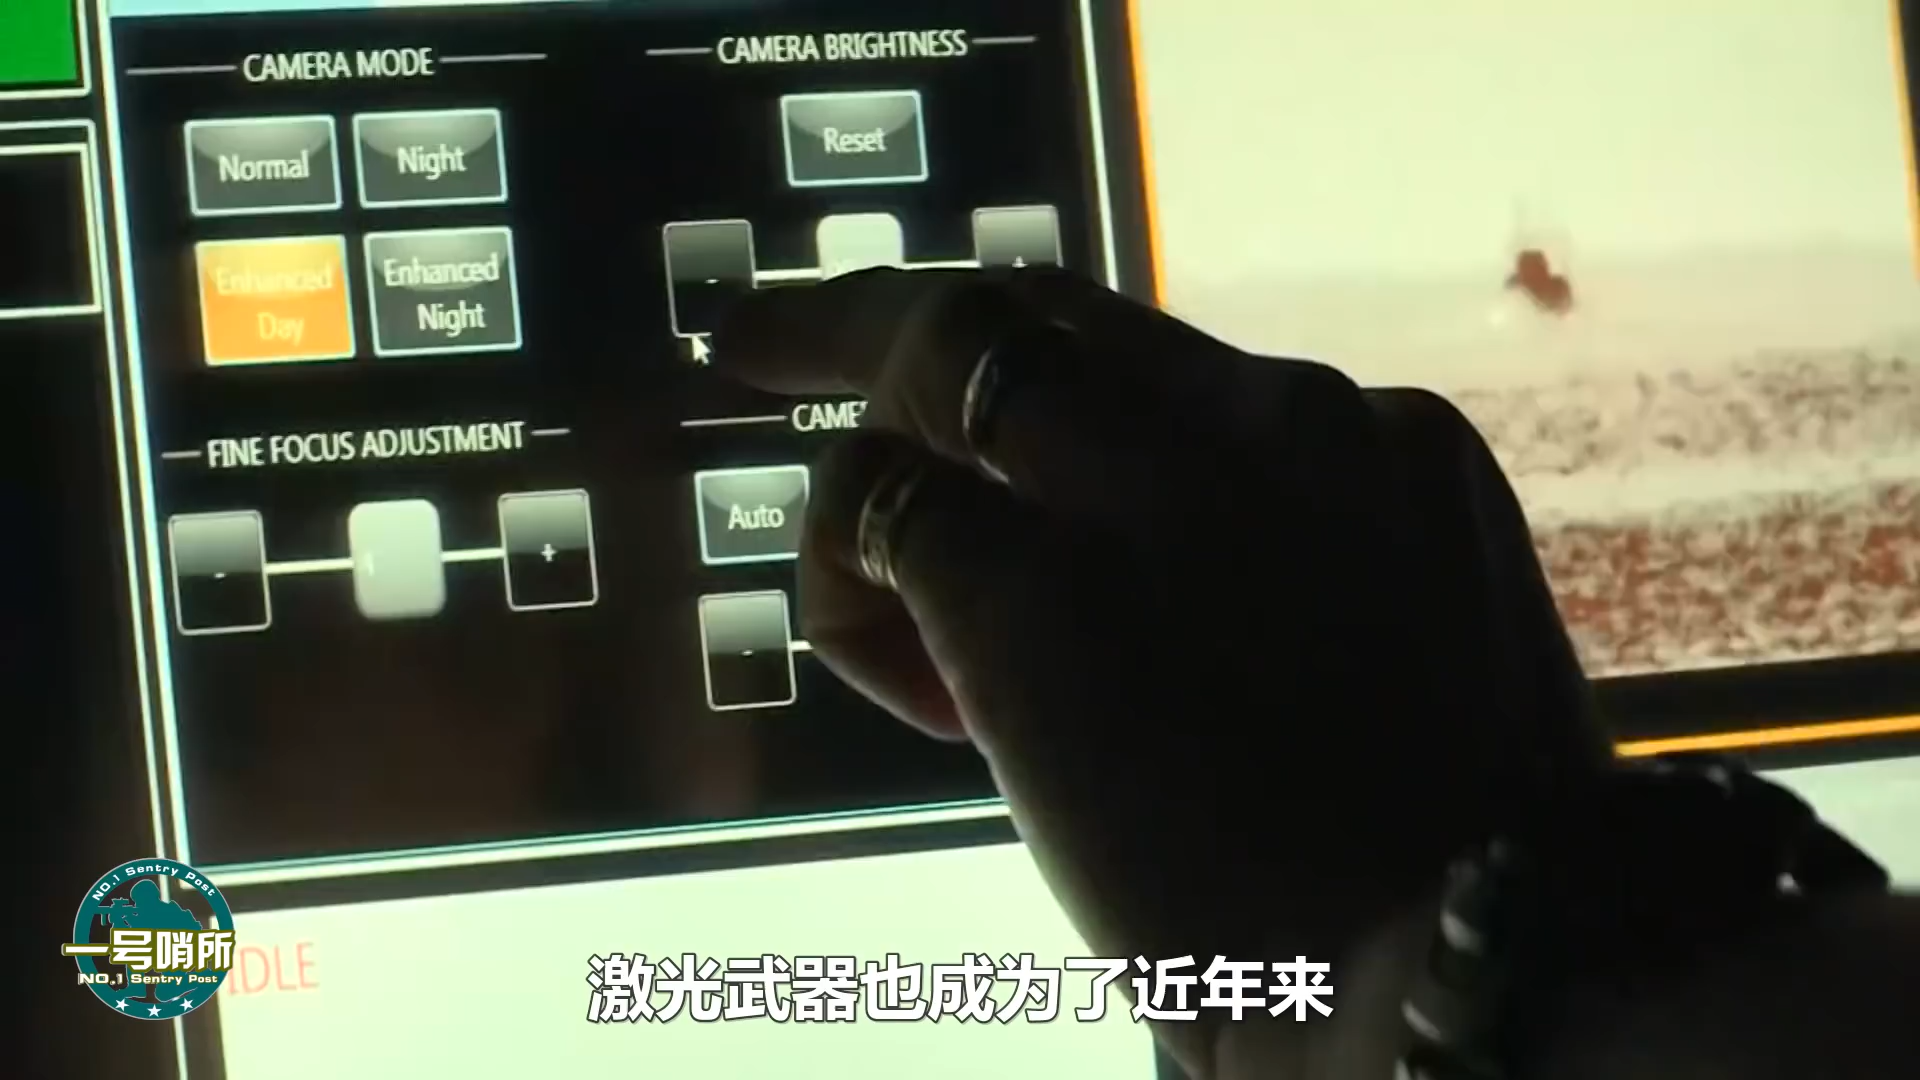 CAMERA MODE
CAMERA BRIGHTNESS
Normal
Night
Reset
Enhanced
Day
Enhanced
Night
-
+
FINE FOCUS ADJUSTMENT
CAME
Auto
-
+
-
NO.1 Sentry Post
一号哨所
NO.1 Sentry Post
IDLE
激光武器也成为了近年来